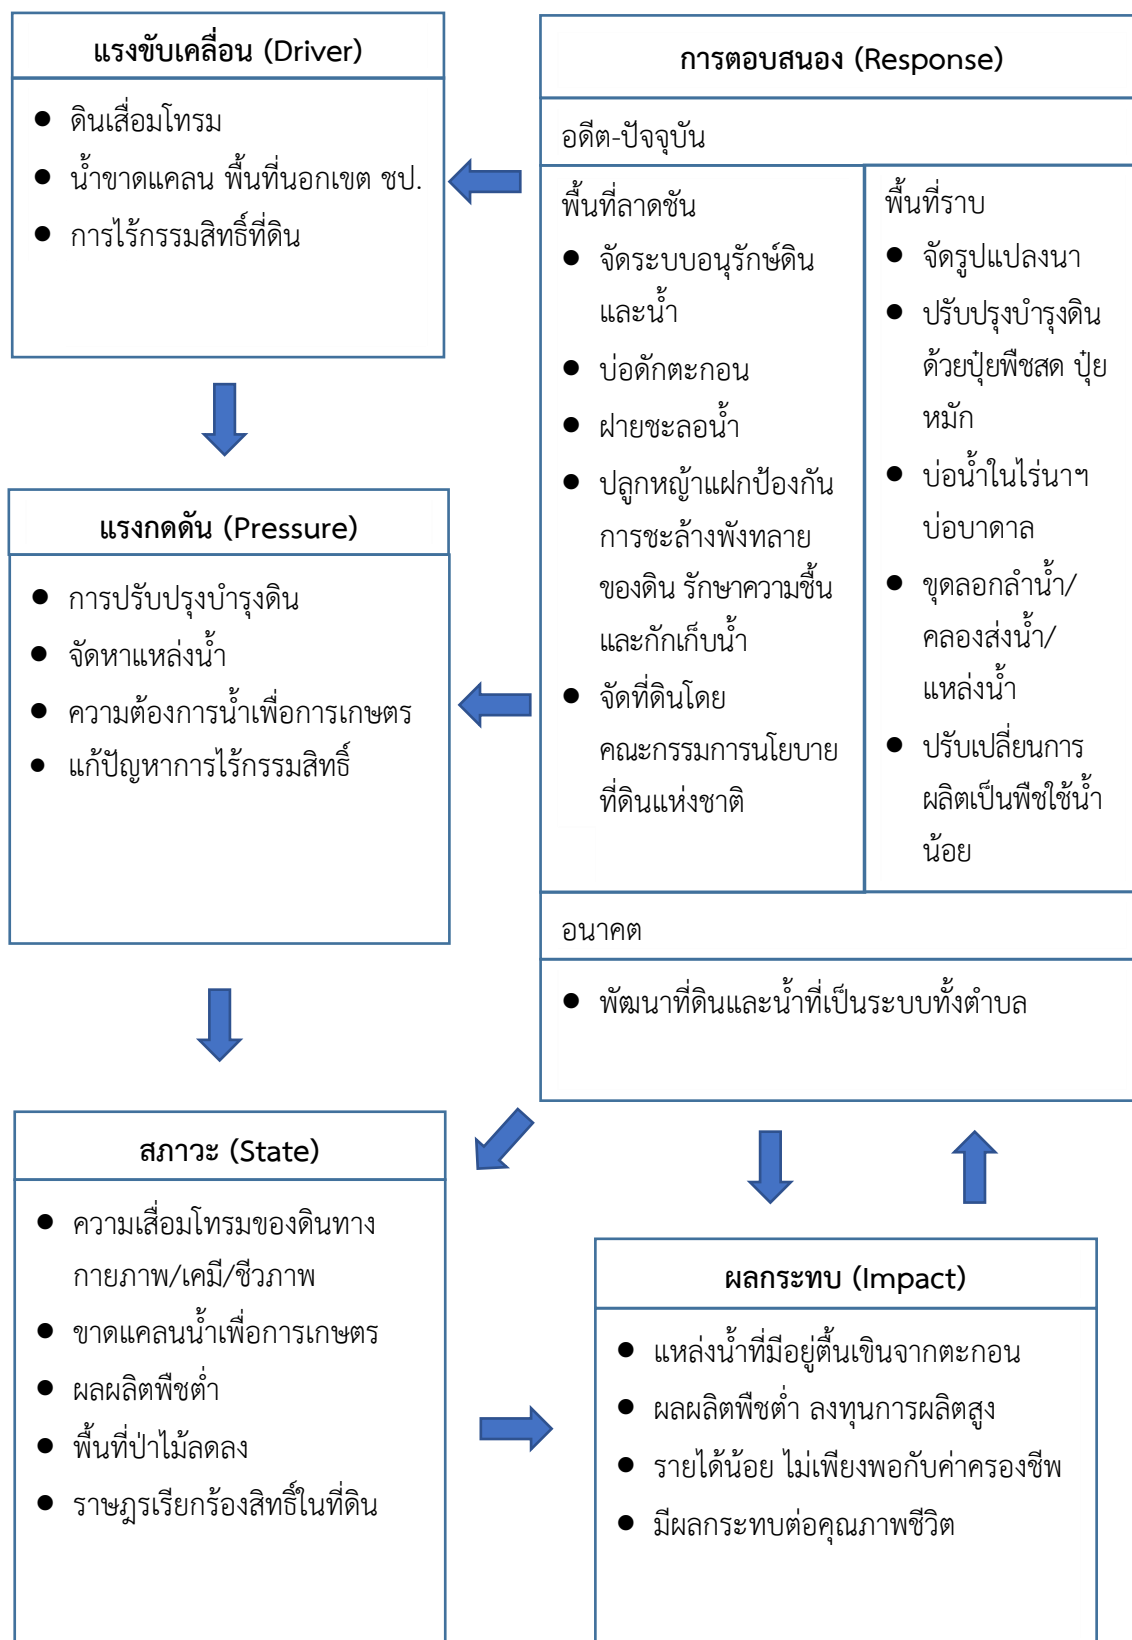 แรงขับเคลื่อน (Driver)
● ดินเสื่อมโทรม
● น้ำขาดแคลน พื้นที่นอกเขต ชป.
● การไร้กรรมสิทธิ์ที่ดิน
การตอบสนอง (Response)
อดีต-ปัจจุบัน
พื้นที่ลาดชัน
● จัดระบบอนุรักษ์ดิน
และน้ำ
● บ่อดักตะกอน
● ฝายชะลอน้ำ
● ปลูกหญ้าแฝกป้องกัน
การชะล้างพังทลาย
ของดิน รักษาความชื้น
และกักเก็บน้ำ
● จัดที่ดินโดย
คณะกรรมการนโยบาย
ที่ดินแห่งชาติ
พื้นที่ราบ
● จัดรูปแปลงนา
● ปรับปรุงบำรุงดิน
ด้วยปุ๋ยพืชสด ปุ๋ย
หมัก
● บ่อน้ำในไร่นาฯ
บ่อบาดาล
● ขุดลอกลำน้ำ/
คลองส่งน้ำ/
แหล่งน้ำ
● ปรับเปลี่ยนการ
ผลิตเป็นพืชใช้น้ำ
น้อย
อนาคต
● พัฒนาที่ดินและน้ำที่เป็นระบบทั้งตำบล
แรงกดดัน (Pressure)
● การปรับปรุงบำรุงดิน
● จัดหาแหล่งน้ำ
● ความต้องการน้ำเพื่อการเกษตร
● แก้ปัญหาการไร้กรรมสิทธิ์
สภาวะ (State)
● ความเสื่อมโทรมของดินทาง
กายภาพ/เคมี/ชีวภาพ
● ขาดแคลนน้ำเพื่อการเกษตร
● ผลผลิตพืชต่ำ
● พื้นที่ป่าไม้ลดลง
● ราษฎรเรียกร้องสิทธิ์ในที่ดิน
ผลกระทบ (Impact)
● แหล่งน้ำที่มีอยู่ตื้นเขินจากตะกอน
● ผลผลิตพืชต่ำ ลงทุนการผลิตสูง
● รายได้น้อย ไม่เพียงพอกับค่าครองชีพ
● มีผลกระทบต่อคุณภาพชีวิต